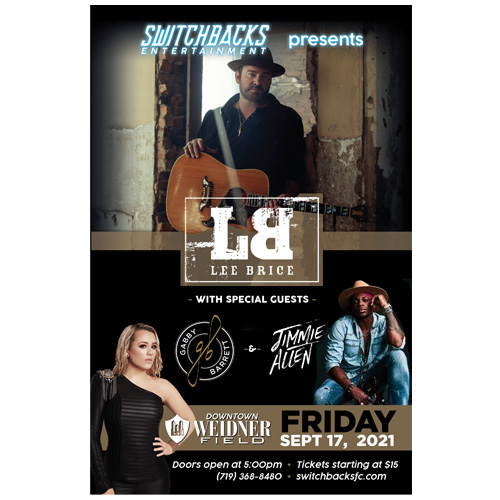 SWITCHBACKS presents
ENTERTAINMENT
LB
LEE BRICE
- WITH SPECIAL GUESTS -
GABBY gb BARRETT -&- JIMMIE ALLEN
DOWNTOWN
WEIDNER
FIELD
FRIDAY
SEPT 17, 2021
Doors open at 5:00pm • Tickets starting at $15
(719) 368-8480 • switchbacksfc.com